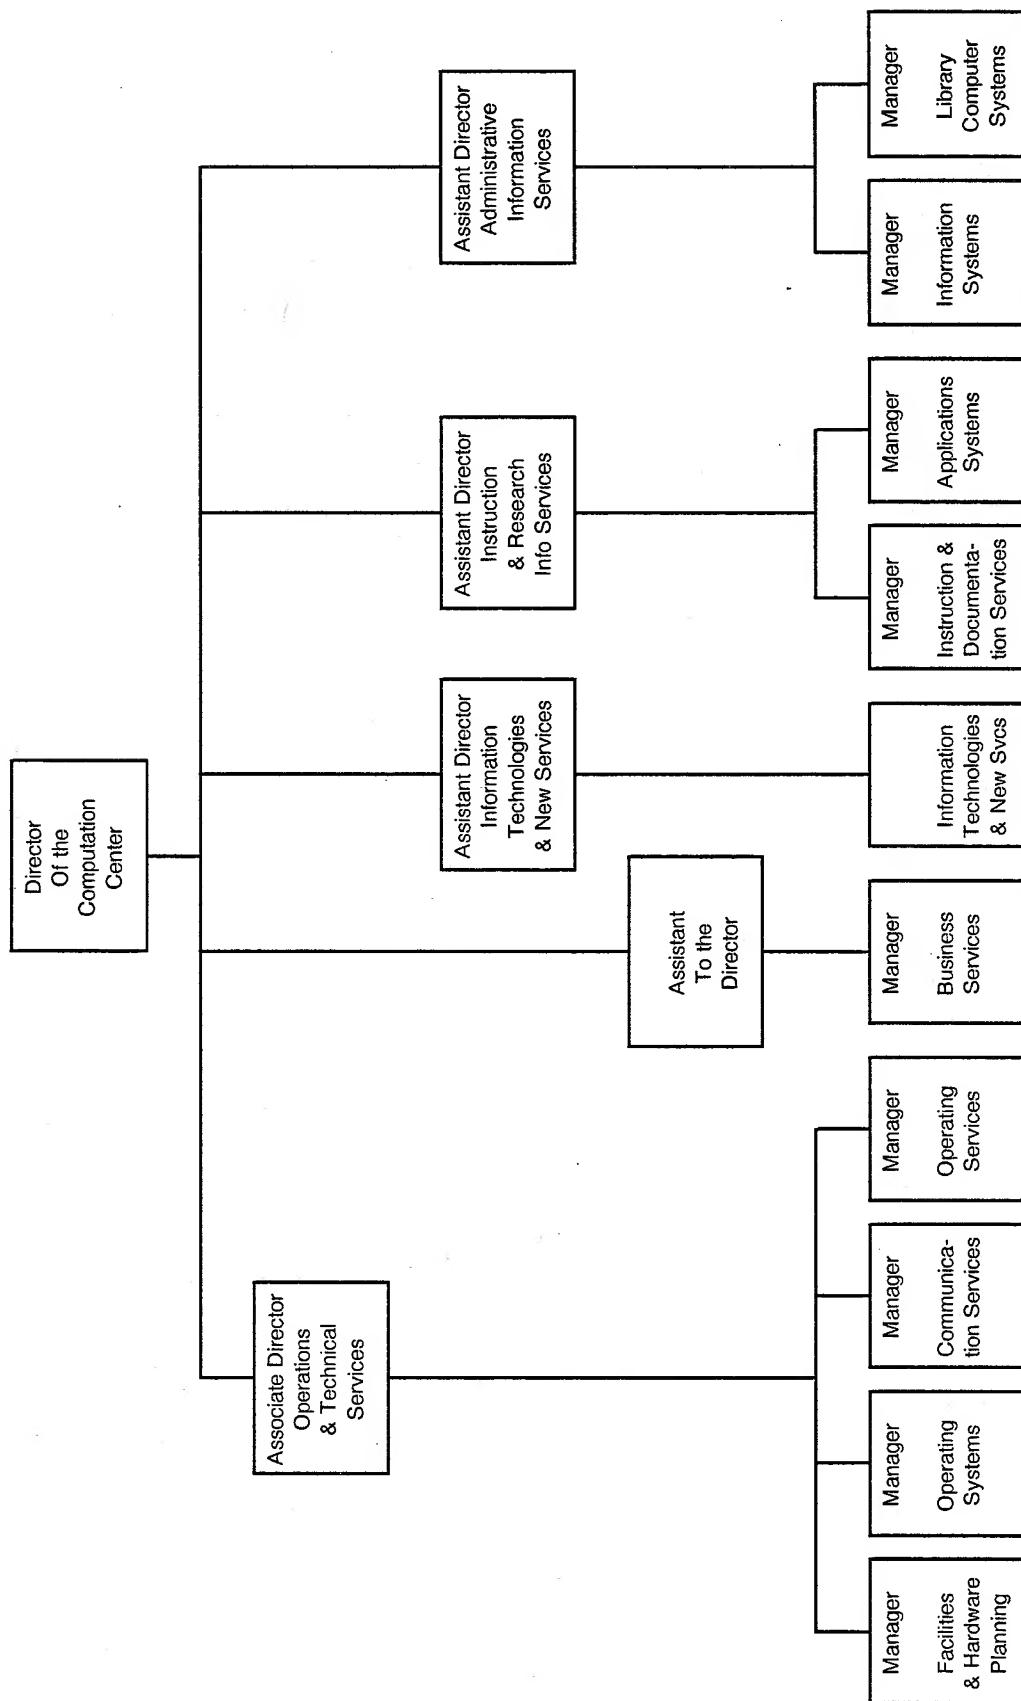 Director
Of the
Computation
Center
Associate Director
Operations
& Technical
Services
Assistant
To the
Director
Assistant Director
Information
Technologies
& New Services
Assistant Director
Instruction
& Research
Info Services
Assistant Director
Administrative
Information
Services
Manager
Facilities
& Hardware
Planning
Manager
Operating
Systems
Manager
Communica-
tion Services
Manager
Operating
Services
Manager
Business
Services
Information
Technologies
& New Svcs
Manager
Instruction &
Documenta-
tion Services
Manager
Applications
Systems
Manager
Information
Systems
Manager
Library
Computer
Systems